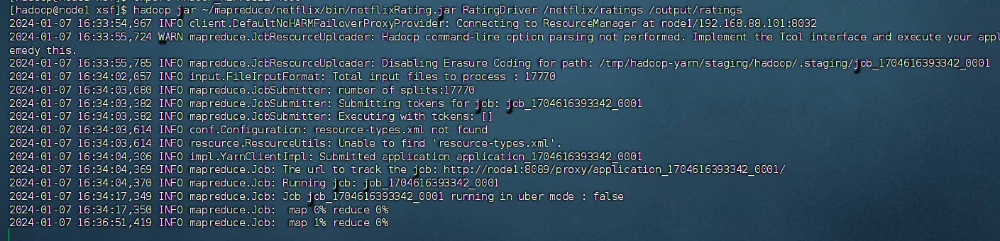 [hadoop@node1 xsf]$ hadoop jar ~/mapreduce/netflix/bin/netflixRating.jar RatingDriver /netflix/ratings /output/ratings
2024-01-07 16:33:54,967 INFO client.DefaultNoHARMFailoverProxyProvider: Connecting to ResourceManager at node1/192.168.88.101:8032
2024-01-07 16:33:55,724 WARN mapreduce.JobResourceUploader: Hadoop command-line option parsing not performed. Implement the Tool interface and execute your appl
emedy this.
2024-01-07 16:33:55,785 INFO mapreduce.JobResourceUploader: Disabling Erasure Coding for path: /tmp/hadoop-yarn/staging/hadoop/.staging/job_1704616393342_0001
2024-01-07 16:34:02,057 INFO input.FileInputFormat: Total input files to process : 17770
2024-01-07 16:34:03,080 INFO mapreduce.JobSubmitter: number of splits:17770
2024-01-07 16:34:03,382 INFO mapreduce.JobSubmitter: Submitting tokens for job: job_1704616393342_0001
2024-01-07 16:34:03,382 INFO mapreduce.JobSubmitter: Executing with tokens: []
2024-01-07 16:34:03,614 INFO conf.Configuration: resource-types.xml not found
2024-01-07 16:34:03,614 INFO resource.ResourceUtils: Unable to find 'resource-types.xml'.
2024-01-07 16:34:04,306 INFO impl.YarnClientImpl: Submitted application application_1704616393342_0001
2024-01-07 16:34:04,369 INFO mapreduce.Job: The url to track the job: http://node1:8089/proxy/application_1704616393342_0001/
2024-01-07 16:34:04,370 INFO mapreduce.Job: Running job: job_1704616393342_0001
2024-01-07 16:34:17,349 INFO mapreduce.Job: Job job_1704616393342_0001 running in uber mode : false
2024-01-07 16:34:17,350 INFO mapreduce.Job:  map 0% reduce 0%
2024-01-07 16:36:51,419 INFO mapreduce.Job:  map 1% reduce 0%